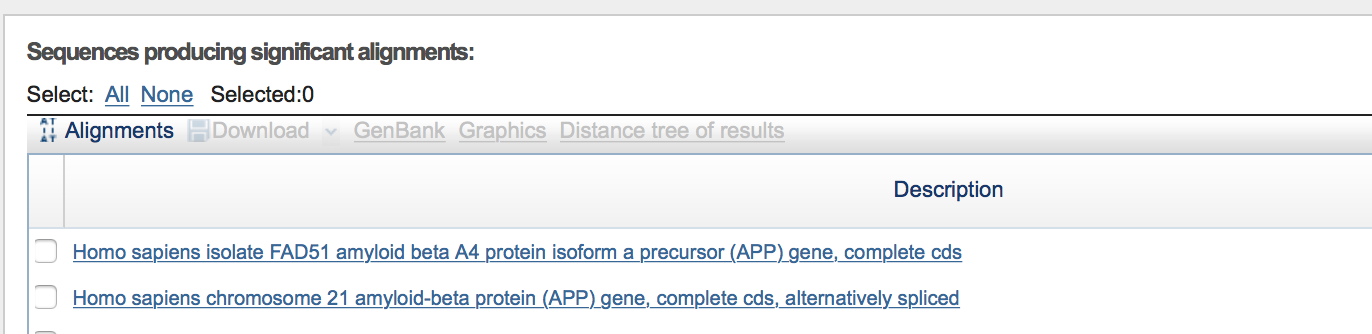 Sequences producing significant alignments:
Select: All None Selected:0
Alignments Download GenBank Graphics Distance tree of results
Description
Homo sapiens isolate FAD51 amyloid beta A4 protein isoform a precursor (APP) gene, complete cds
Homo sapiens chromosome 21 amyloid-beta protein (APP) gene, complete cds, alternatively spliced